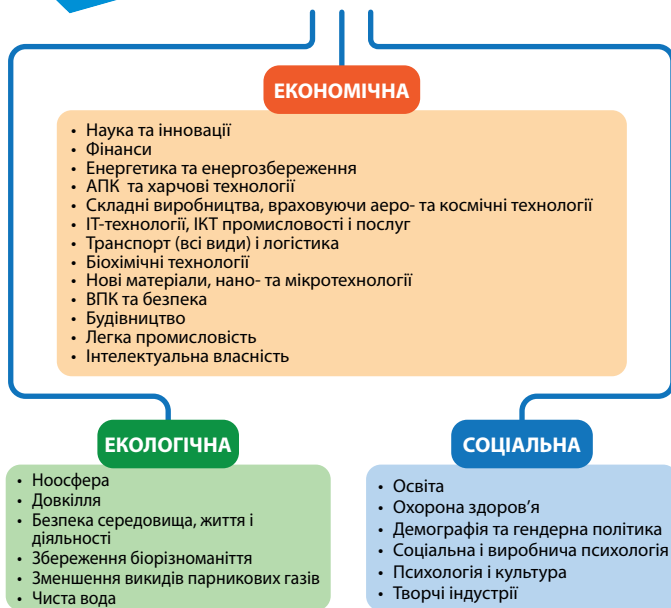 ЕКОНОМІЧНА
• Наука та інновації
• Фінанси
• Енергетика та енергозбереження
• АПК та харчові технології
• Складні виробництва, враховуючи аеро- та космічні технології
• ІТ-технології, ІКТ промисловості і послуг
• Транспорт (всі види) і логістика
• Біохімічні технології
• Нові матеріали, нано- та мікротехнології
• ВПК та безпека
• Будівництво
• Легка промисловість
• Інтелектуальна власність
ЕКОЛОГІЧНА
• Ноосфера
• Довкілля
• Безпека середовища, життя і
діяльності
• Збереження біорізноманіття
• Зменшення викидів парникових газів
• Чиста вода
СОЦІАЛЬНА
• Освіта
• Охорона здоров'я
• Демографія та гендерна політика
• Соціальна і виробнича психологія
• Психологія і культура
• Творчі індустрії